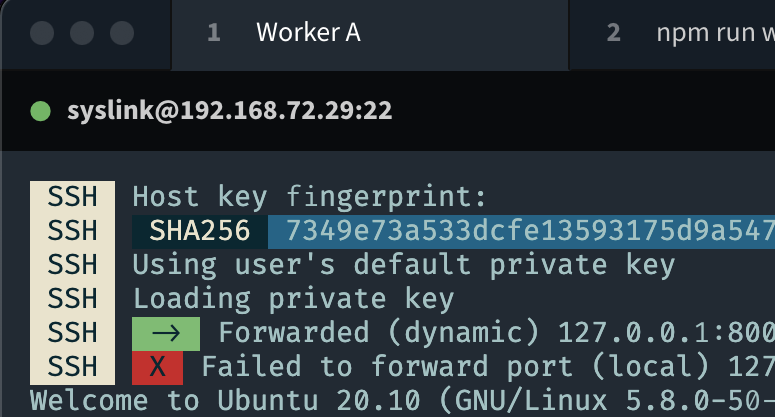 1 Worker A 2 npm run w
syslink@192.168.72.29:22
SSH Host key fingerprint:
SSH SHA256 7349e73a533dcfe13593175d9a547
SSH Using user's default private key
SSH Loading private key
SSH → Forwarded (dynamic) 127.0.0.1:800
SSH X Failed to forward port (local) 127
Welcome to Ubuntu 20.10 (GNU/Linux 5.8.0-50-